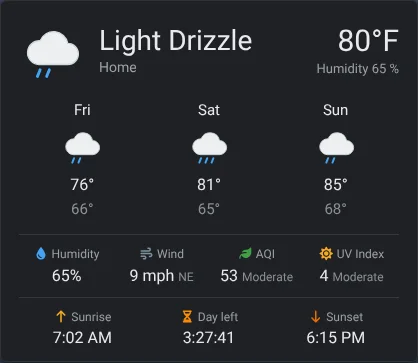 Light Drizzle 80°F
Home Humidity 65 %
Fri Sat Sun
76° 81° 85°
66° 65° 68°
Humidity Wind AQI UV Index
65% 9 mph NE 53 Moderate 4 Moderate
Sunrise Day left Sunset
7:02 AM 3:27:41 6:15 PM